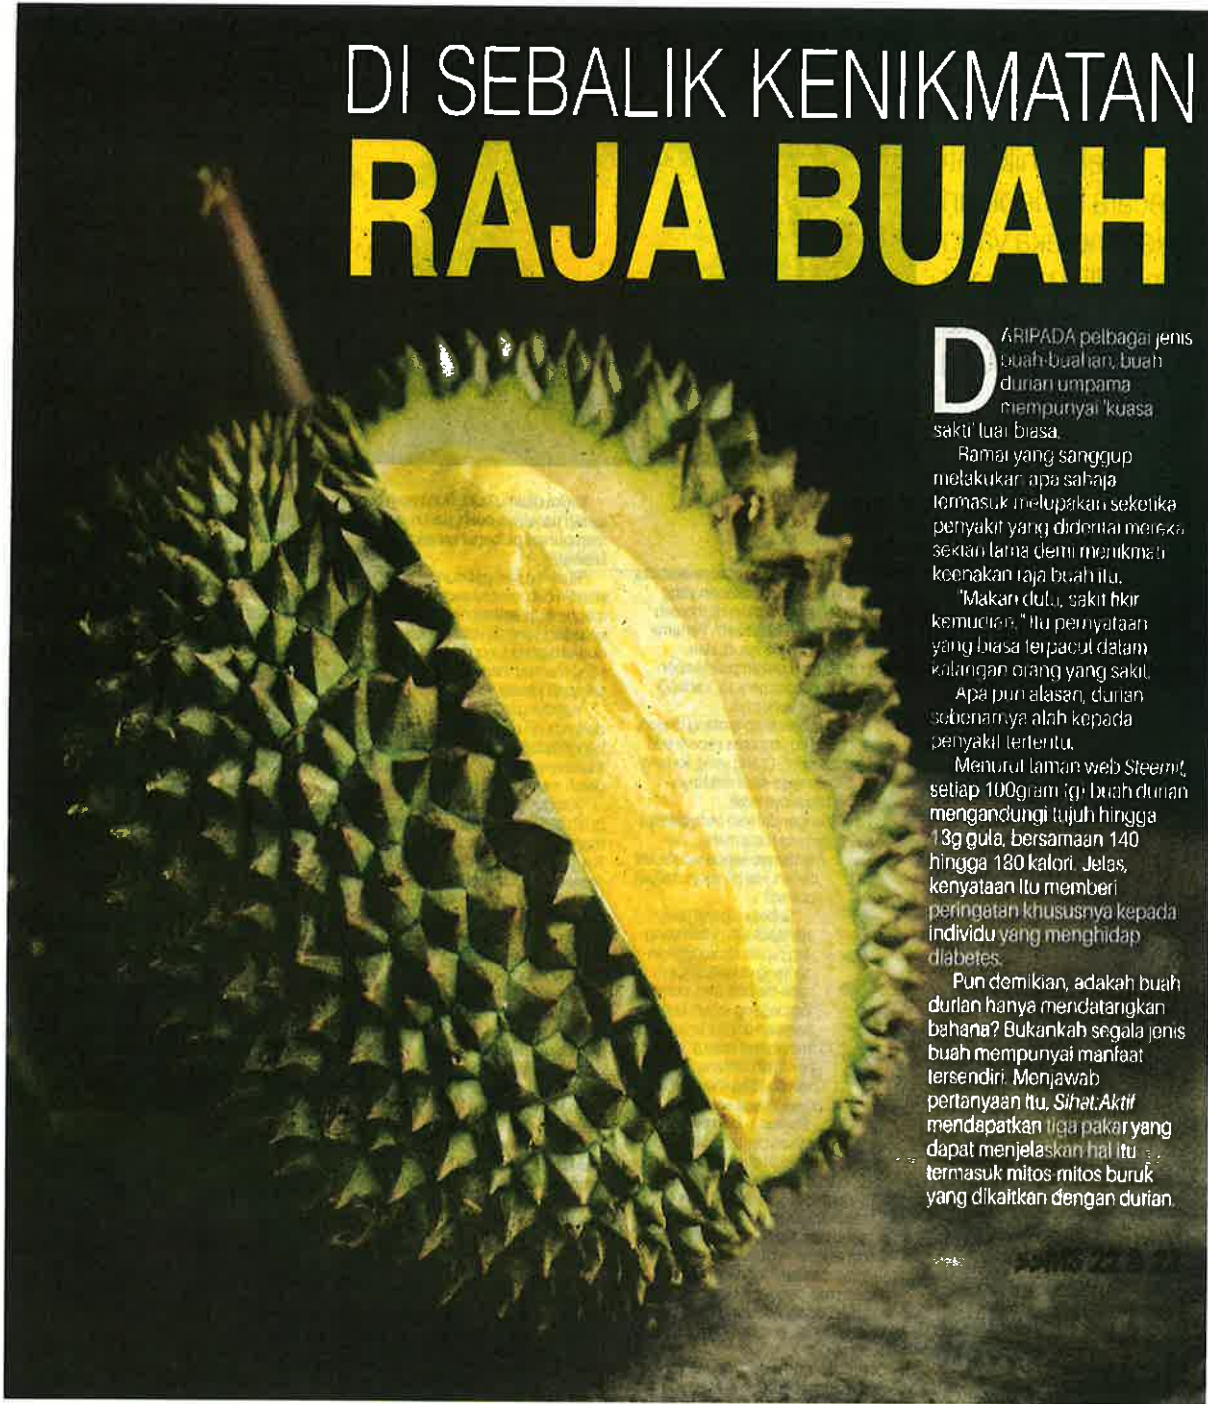 DI SEBALIK KENIKMATAN
RAJA BUAH
DARIPADA pelbagai jenis
buah-buahan, buah
durian umpama
mempunyai 'kuasa
sakti' luar biasa.
Ramai yang sanggup
melakukan apa sahaja
termasuk melupakan seketika
penyakit yang dideritai mereka
sekian lama demi menikmati
keenakan raja buah itu.
"Makan dulu, sakit fikir
kemudian." Itu pernyataan
yang biasa terpacul dalam
kalangan orang yang sakit.
Apa pun alasan, durian
sebenarnya alah kepada
penyakit tertentu.
Menurut laman web Steemit,
setiap 100gram (g) buah durian
mengandungi tujuh hingga
13g gula, bersamaan 140
hingga 180 kalori. Jelas,
kenyataan itu memberi
peringatan khususnya kepada
individu yang menghidap
diabetes.
Pun demikian, adakah buah
durian hanya mendatangkan
bahana? Bukankah segala jenis
buah mempunyai manfaat
tersendiri. Menjawab
pertanyaan itu, Sihat:Aktif
mendapatkan tiga pakar yang
dapat menjelaskan hal itu
termasuk mitos-mitos buruk
yang dikaitkan dengan durian.